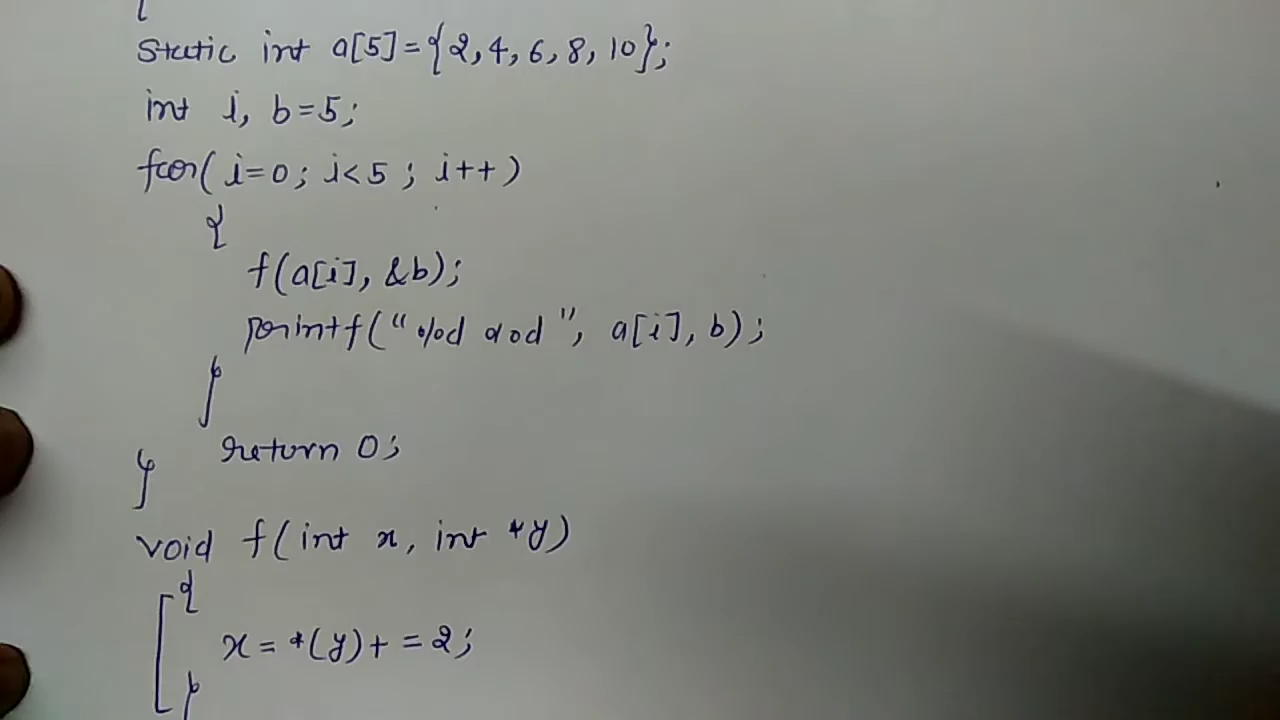 {
static int a[5]={2,4,6,8,10};
int i, b=5;
for(i=0; i<5; i++)
{
f(a[i], &b);
printf("%d %d", a[i], b);
}
return 0;
}
void f(int x, int *y)
{
x=*(y)+=2;
}